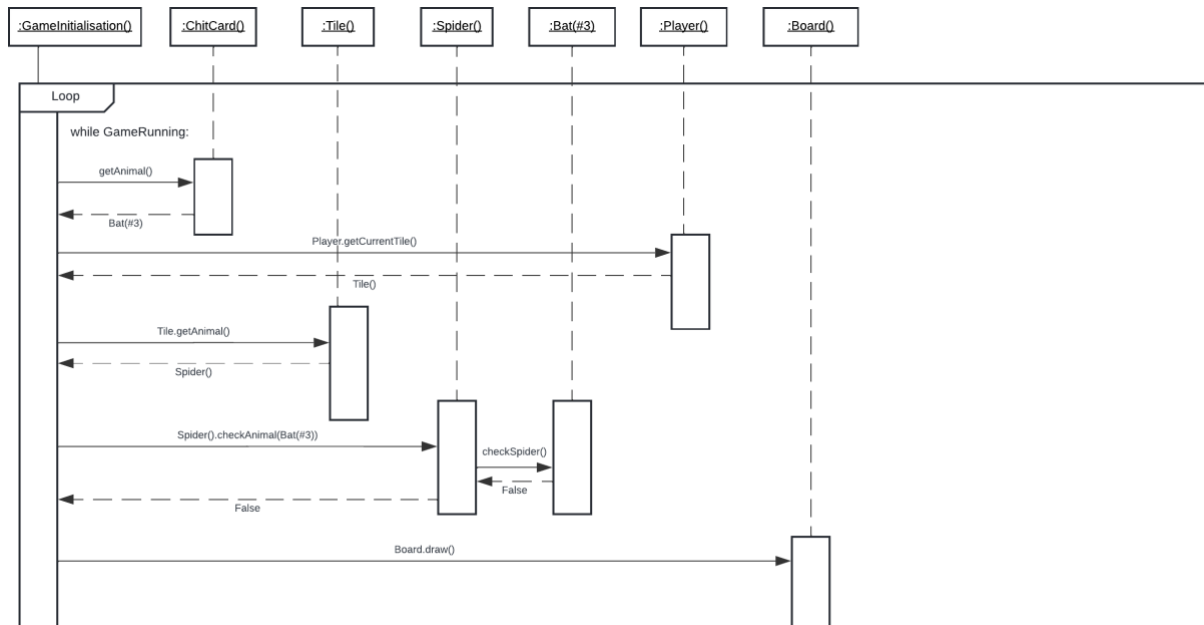 :GameInitialisation()
:ChitCard()
:Tile()
:Spider()
:Bat(#3)
:Player()
:Board()
Loop
while GameRunning:
getAnimal()
Bat(#3)
Player.getCurrentTile()
Tile()
Tile.getAnimal()
Spider()
Spider().checkAnimal(Bat(#3))
checkSpider()
False
False
Board.draw()